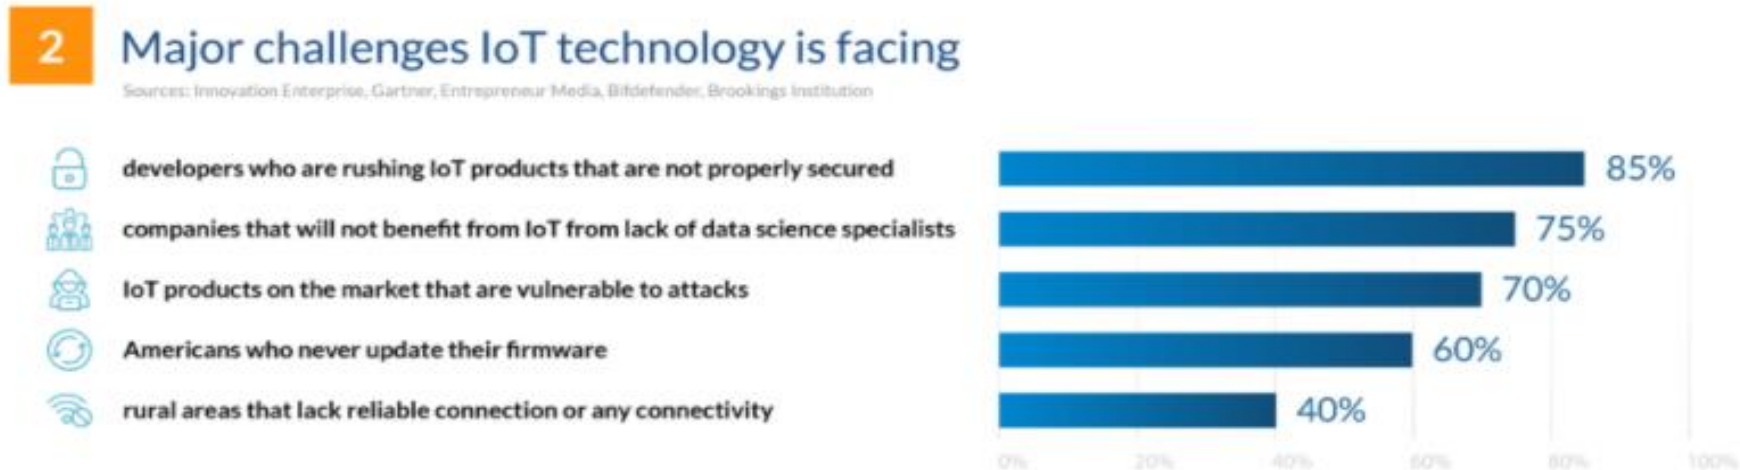 2
Major challenges IoT technology is facing
Sources: Innovation Enterprise, Gartner, Entrepreneur Media, Bifdefender, Brookings Institution
developers who are rushing IoT products that are not properly secured 85%
companies that will not benefit from IoT from lack of data science specialists 75%
IoT products on the market that are vulnerable to attacks 70%
Americans who never update their firmware 60%
rural areas that lack reliable connection or any connectivity 40%
0% 20% 40% 60% 80% 100%